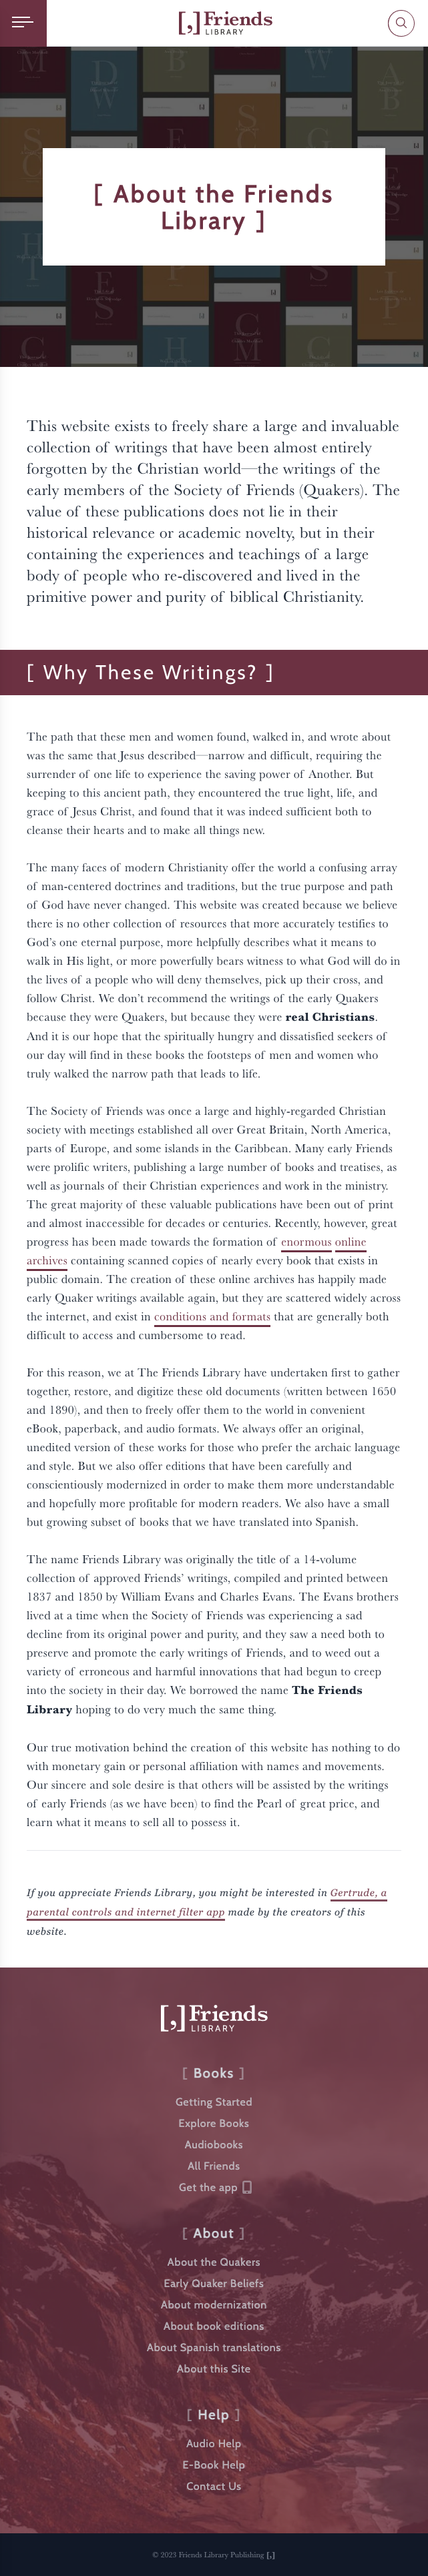 [,] Friends
LIBRARY
[ About the Friends
Library ]
This website exists to freely share a large and invaluable
collection of writings that have been almost entirely
forgotten by the Christian world—the writings of the
early members of the Society of Friends (Quakers). The
value of these publications does not lie in their
historical relevance or academic novelty, but in their
containing the experiences and teachings of a large
body of people who re-discovered and lived in the
primitive power and purity of biblical Christianity.
[ Why These Writings? ]
The path that these men and women found, walked in, and wrote about
was the same that Jesus described—narrow and difficult, requiring the
surrender of one life to experience the saving power of Another. But
keeping to this ancient path, they encountered the true light, life, and
grace of Jesus Christ, and found that it was indeed sufficient both to
cleanse their hearts and to make all things new.
The many faces of modern Christianity offer the world a confusing array
of man-centered doctrines and traditions, but the true purpose and path
of God have never changed. This website was created because we believe
there is no other collection of resources that more accurately testifies to
God’s one eternal purpose, more helpfully describes what it means to
walk in His light, or more powerfully bears witness to what God will do in
the lives of a people who will deny themselves, pick up their cross, and
follow Christ. We don’t recommend the writings of the early Quakers
because they were Quakers, but because they were real Christians.
And it is our hope that the spiritually hungry and dissatisfied seekers of
our day will find in these books the footsteps of men and women who
truly walked the narrow path that leads to life.
The Society of Friends was once a large and highly-regarded Christian
society with meetings established all over Great Britain, North America,
parts of Europe, and some islands in the Caribbean. Many early Friends
were prolific writers, publishing a large number of books and treatises, as
well as journals of their Christian experiences and work in the ministry.
The great majority of these valuable publications have been out of print
and almost inaccessible for decades or centuries. Recently, however, great
progress has been made towards the formation of enormous online
archives containing scanned copies of nearly every book that exists in
public domain. The creation of these online archives has happily made
early Quaker writings available again, but they are scattered widely across
the internet, and exist in conditions and formats that are generally both
difficult to access and cumbersome to read.
For this reason, we at The Friends Library have undertaken first to gather
together, restore, and digitize these old documents (written between 1650
and 1890), and then to freely offer them to the world in convenient
eBook, paperback, and audio formats. We always offer an original,
unedited version of these works for those who prefer the archaic language
and style. But we also offer editions that have been carefully and
conscientiously modernized in order to make them more understandable
and hopefully more profitable for modern readers. We also have a small
but growing subset of books that we have translated into Spanish.
The name Friends Library was originally the title of a 14-volume
collection of approved Friends’ writings, compiled and printed between
1837 and 1850 by William Evans and Charles Evans. The Evans brothers
lived at a time when the Society of Friends was experiencing a sad
decline from its original power and purity, and they saw a need both to
preserve and promote the early writings of Friends, and to weed out a
variety of erroneous and harmful innovations that had begun to creep
into the society in their day. We borrowed the name The Friends
Library hoping to do very much the same thing.
Our true motivation behind the creation of this website has nothing to do
with monetary gain or personal affiliation with names and movements.
Our sincere and sole desire is that others will be assisted by the writings
of early Friends (as we have been) to find the Pearl of great price, and
learn what it means to sell all to possess it.
If you appreciate Friends Library, you might be interested in Gertrude, a
parental controls and internet filter app made by the creators of this
website.
[,] Friends
LIBRARY
[ Books ]
Getting Started
Explore Books
Audiobooks
All Friends
Get the app
[ About ]
About the Quakers
Early Quaker Beliefs
About modernization
About book editions
About Spanish translations
About this Site
[ Help ]
Audio Help
E-Book Help
Contact Us
© 2023 Friends Library Publishing [,]